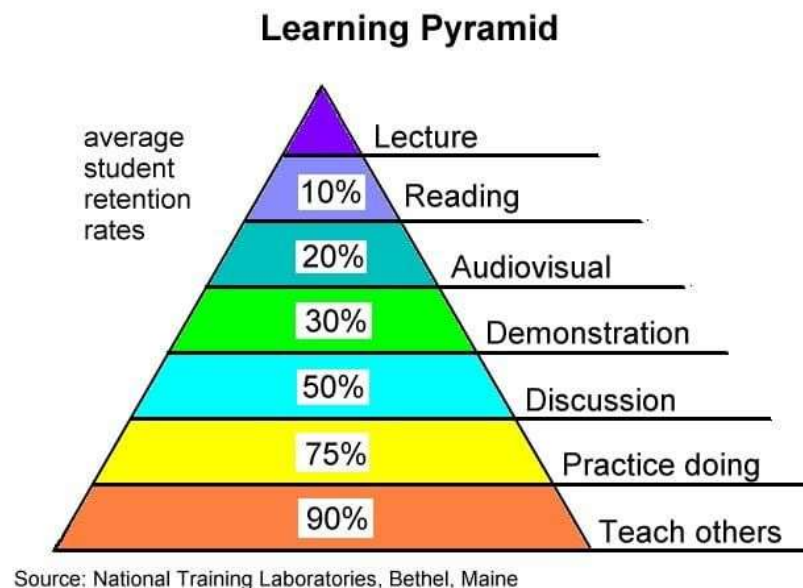 Learning Pyramid
average
student
retention
rates
Lecture
10% Reading
20% Audiovisual
30% Demonstration
50% Discussion
75% Practice doing
90% Teach others
Source: National Training Laboratories, Bethel, Maine